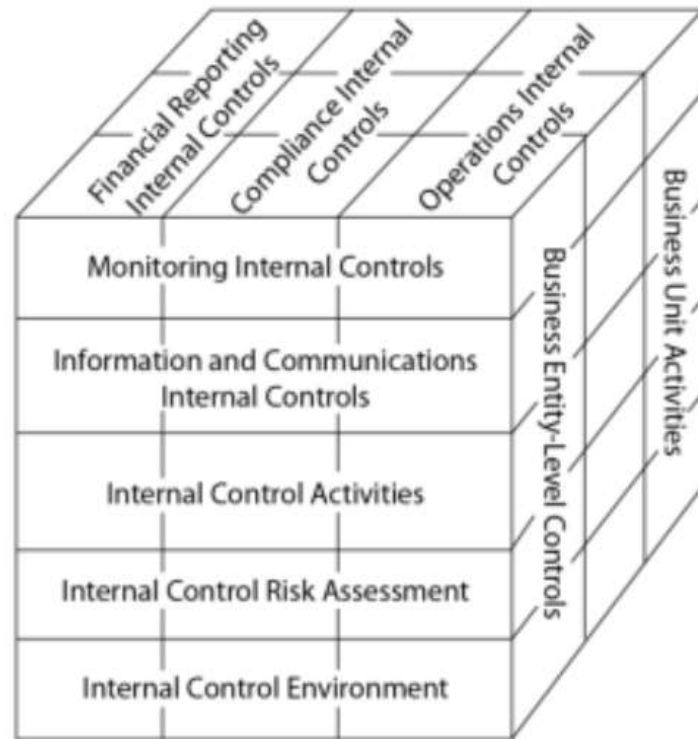 Financial Reporting
Internal Controls
Compliance Internal
Controls
Operations Internal
Controls
Monitoring Internal Controls
Information and Communications
Internal Controls
Internal Control Activities
Internal Control Risk Assessment
Internal Control Environment
Business Entity-Level Controls
Business Unit Activities